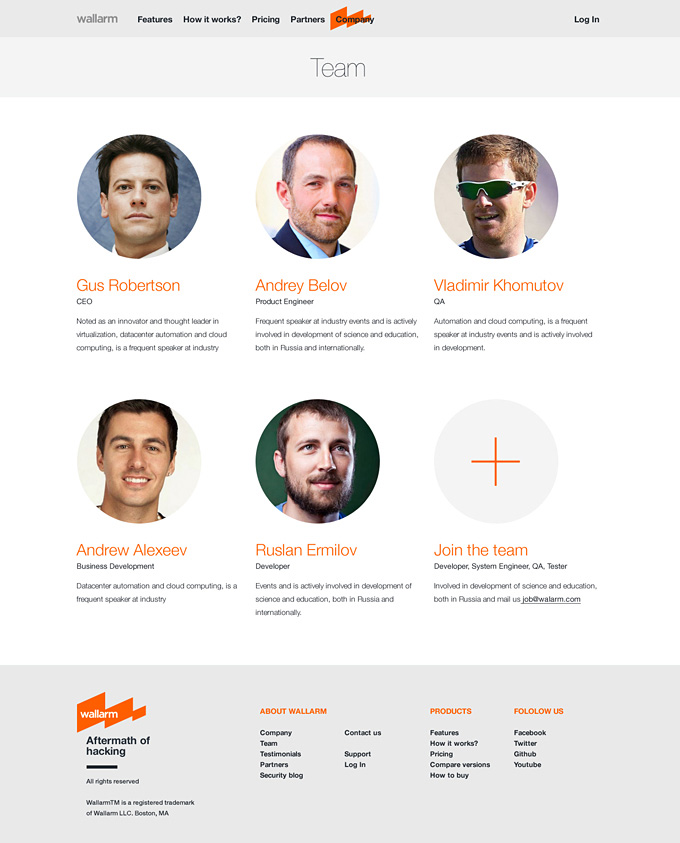 wallarm Features How it works? Pricing Partners Company Log In
Team
Gus Robertson
CEO
Noted as an innovator and thought leader in
virtualization, datacenter automation and cloud
computing, is a frequent speaker at industry
Andrey Belov
Product Engineer
Frequent speaker at industry events and is actively
involved in development of science and education,
both in Russia and internationally.
Vladimir Khomutov
QA
Automation and cloud computing, is a frequent
speaker at industry events and is actively involved
in development.
Andrew Alexeev
Business Development
Datacenter automation and cloud computing, is a
frequent speaker at industry
Ruslan Ermilov
Developer
Events and is actively involved in development of
science and education, both in Russia and
internationally.
Join the team
Developer, System Engineer, QA, Tester
Involved in development of science and education,
both in Russia and mail us job@walarm.com
wallarm
Aftermath of
hacking
All rights reserved
WallarmTM is a registered trademark
of Wallarm LLC. Boston, MA
ABOUT WALLARM
Company
Team
Testimonials
Partners
Security blog
Contact us
Support
Log In
PRODUCTS
Features
How it works?
Pricing
Compare versions
How to buy
FOLOLOW US
Facebook
Twitter
Github
Youtube